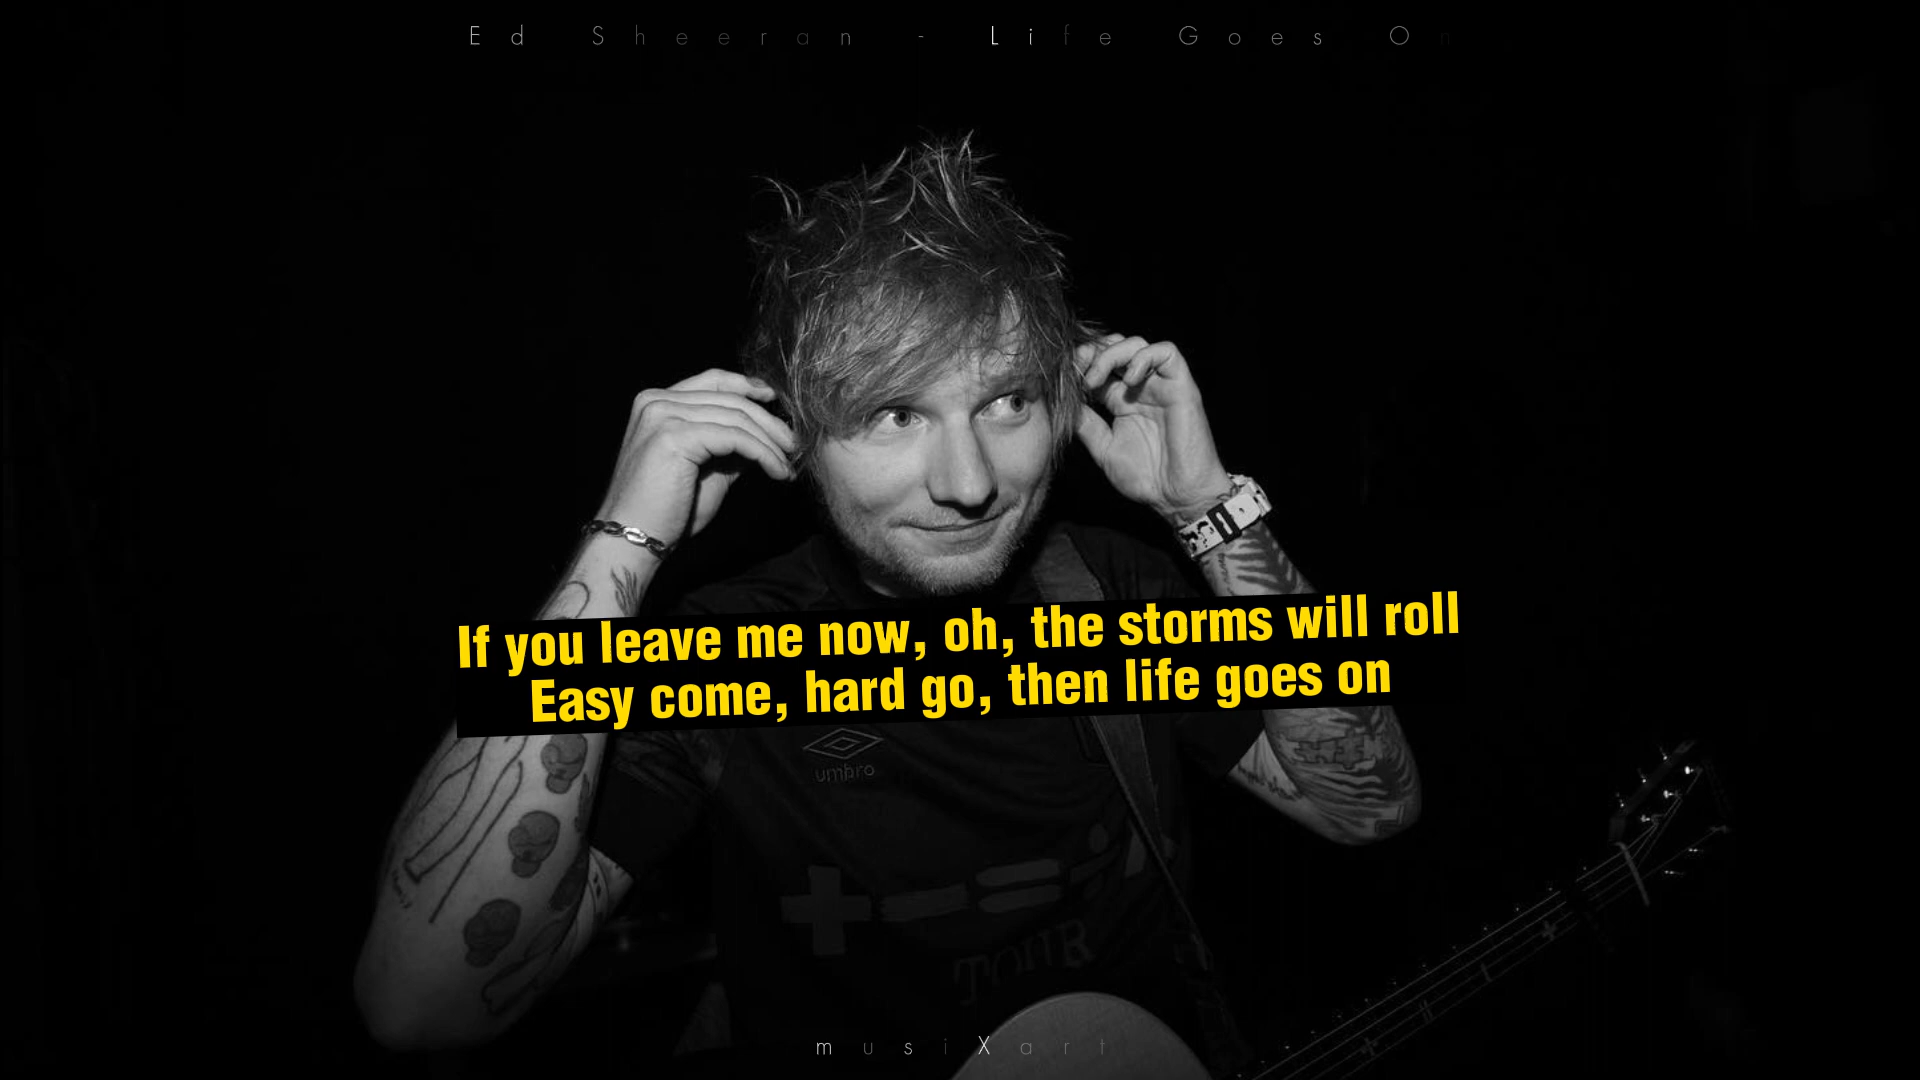 Ed Sheeran - Life Goes On
If you leave me now, oh, the storms will roll
Easy come, hard go, then life goes on
umbro
TOUR
musiXart